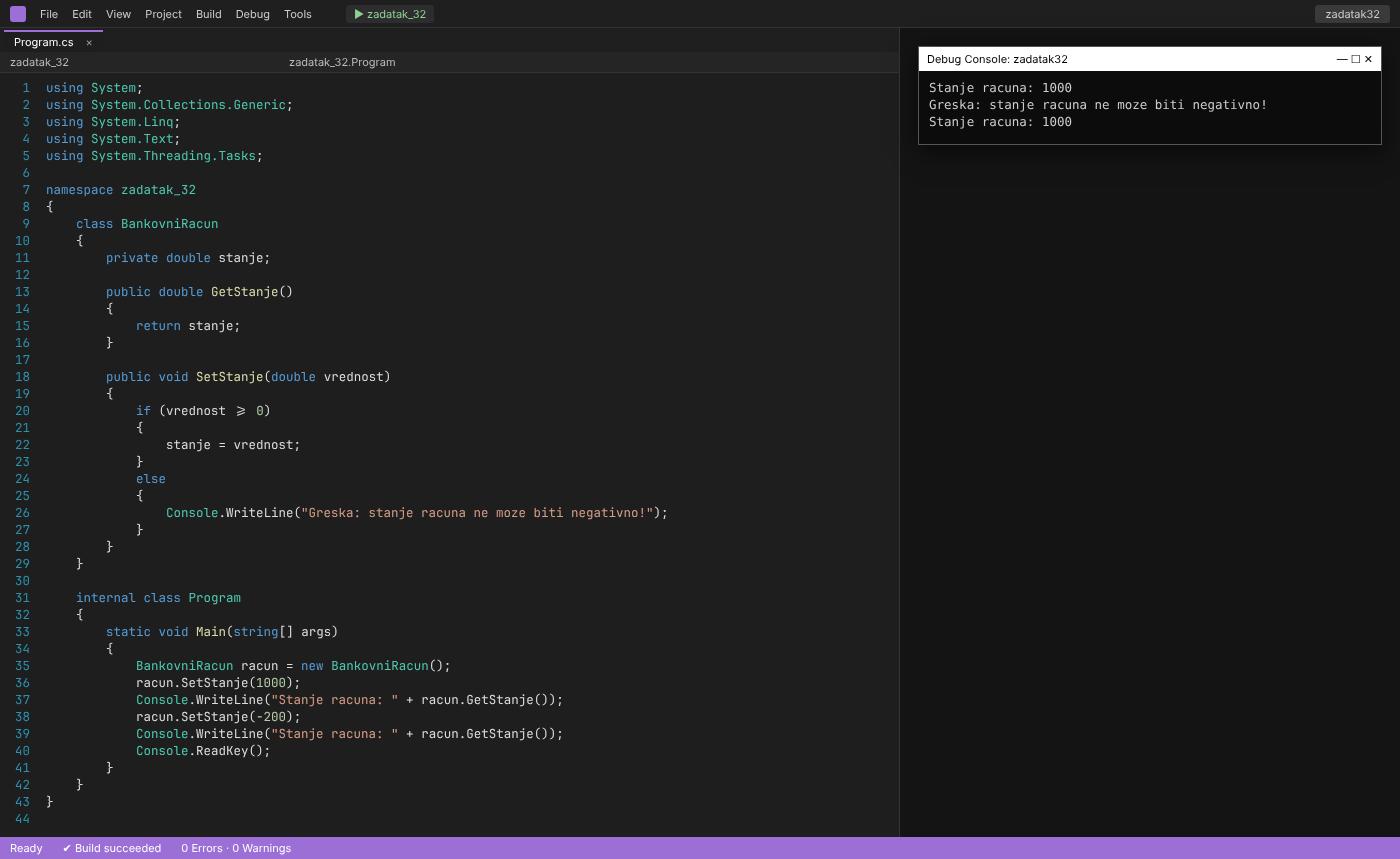 File Edit View Project Build Debug Tools ▶ zadatak_32 zadatak32
Program.cs ×
zadatak_32 zadatak_32.Program
1 using System;
2 using System.Collections.Generic;
3 using System.Linq;
4 using System.Text;
5 using System.Threading.Tasks;
6
7 namespace zadatak_32
8 {
9     class BankovniRacun
10     {
11         private double stanje;
12
13         public double GetStanje()
14         {
15             return stanje;
16         }
17
18         public void SetStanje(double vrednost)
19         {
20             if (vrednost >= 0)
21             {
22                 stanje = vrednost;
23             }
24             else
25             {
26                 Console.WriteLine("Greska: stanje racuna ne moze biti negativno!");
27             }
28         }
29     }
30
31     internal class Program
32     {
33         static void Main(string[] args)
34         {
35             BankovniRacun racun = new BankovniRacun();
36             racun.SetStanje(1000);
37             Console.WriteLine("Stanje racuna: " + racun.GetStanje());
38             racun.SetStanje(-200);
39             Console.WriteLine("Stanje racuna: " + racun.GetStanje());
40             Console.ReadKey();
41         }
42     }
43 }
44
Debug Console: zadatak32 — ☐ ✕
Stanje racuna: 1000
Greska: stanje racuna ne moze biti negativno!
Stanje racuna: 1000
Ready ✔ Build succeeded 0 Errors · 0 Warnings